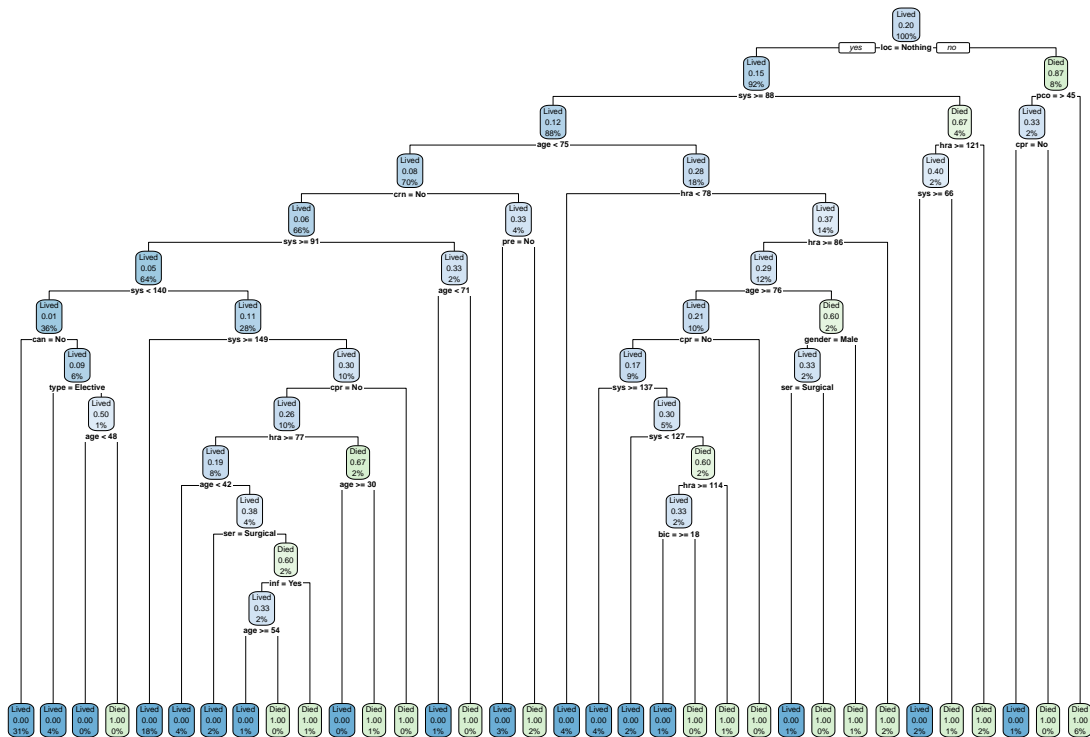 Lived
0.20
100%
yes loc = Nothing no
Lived
0.15
92%
sys >= 88
Died
0.87
8%
pco = > 45
Lived
0.12
88%
age < 75
Died
0.67
4%
hra >= 121
Lived
0.33
2%
cpr = No
Lived
0.08
70%
crn = No
Lived
0.28
18%
hra < 78
Lived
0.40
2%
sys >= 66
Lived
0.06
66%
sys >= 91
Lived
0.33
4%
pre = No
Lived
0.37
14%
hra >= 86
Lived
0.05
64%
sys < 140
Lived
0.33
2%
age < 71
Lived
0.29
12%
age >= 76
Lived
0.01
36%
can = No
Lived
0.11
28%
sys >= 149
Lived
0.21
10%
cpr = No
Died
0.60
2%
gender = Male
Lived
0.09
6%
type = Elective
Lived
0.30
10%
cpr = No
Lived
0.17
9%
sys >= 137
Lived
0.33
2%
ser = Surgical
Lived
0.50
1%
age < 48
Lived
0.26
10%
hra >= 77
Lived
0.30
5%
sys < 127
Lived
0.19
8%
age < 42
Died
0.67
2%
age >= 30
Died
0.60
2%
hra >= 114
Lived
0.38
4%
ser = Surgical
Lived
0.33
2%
bic = >= 18
Died
0.60
2%
inf = Yes
Lived
0.33
2%
age >= 54
Lived
0.00
31%
Lived
0.00
4%
Lived
0.00
0%
Died
1.00
0%
Lived
0.00
18%
Lived
0.00
4%
Lived
0.00
2%
Lived
0.00
1%
Died
1.00
0%
Died
1.00
1%
Lived
0.00
0%
Died
1.00
1%
Died
1.00
0%
Lived
0.00
1%
Died
1.00
0%
Lived
0.00
3%
Died
1.00
2%
Lived
0.00
4%
Lived
0.00
4%
Lived
0.00
2%
Lived
0.00
1%
Died
1.00
0%
Died
1.00
1%
Died
1.00
0%
Lived
0.00
1%
Died
1.00
0%
Died
1.00
1%
Died
1.00
2%
Lived
0.00
2%
Died
1.00
1%
Died
1.00
2%
Lived
0.00
1%
Died
1.00
0%
Died
1.00
6%